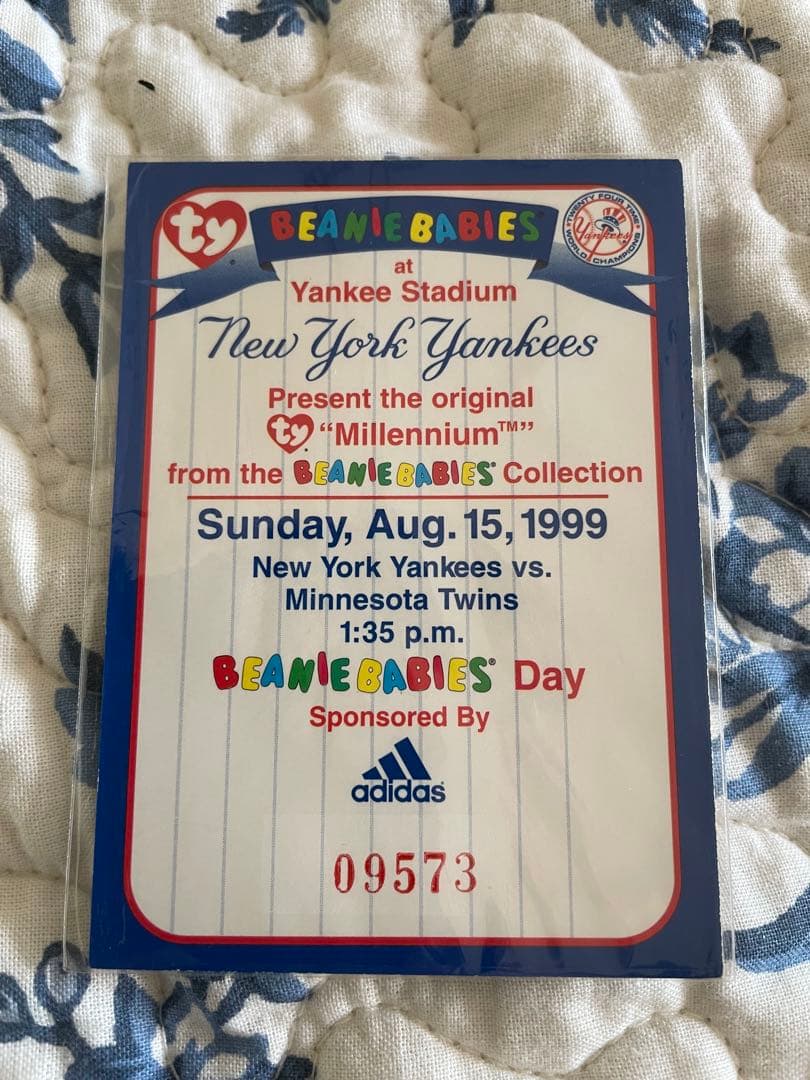 ty BEANIE BABIES
TWENTY FOUR TIME
Yankees
WORLD CHAMPIONS
at
Yankee Stadium
New York Yankees
Present the original
ty “Millennium™”
from the BEANIE BABIES® Collection
Sunday, Aug. 15, 1999
New York Yankees vs.
Minnesota Twins
1:35 p.m.
BEANIE BABIES® Day
Sponsored By
adidas
09573